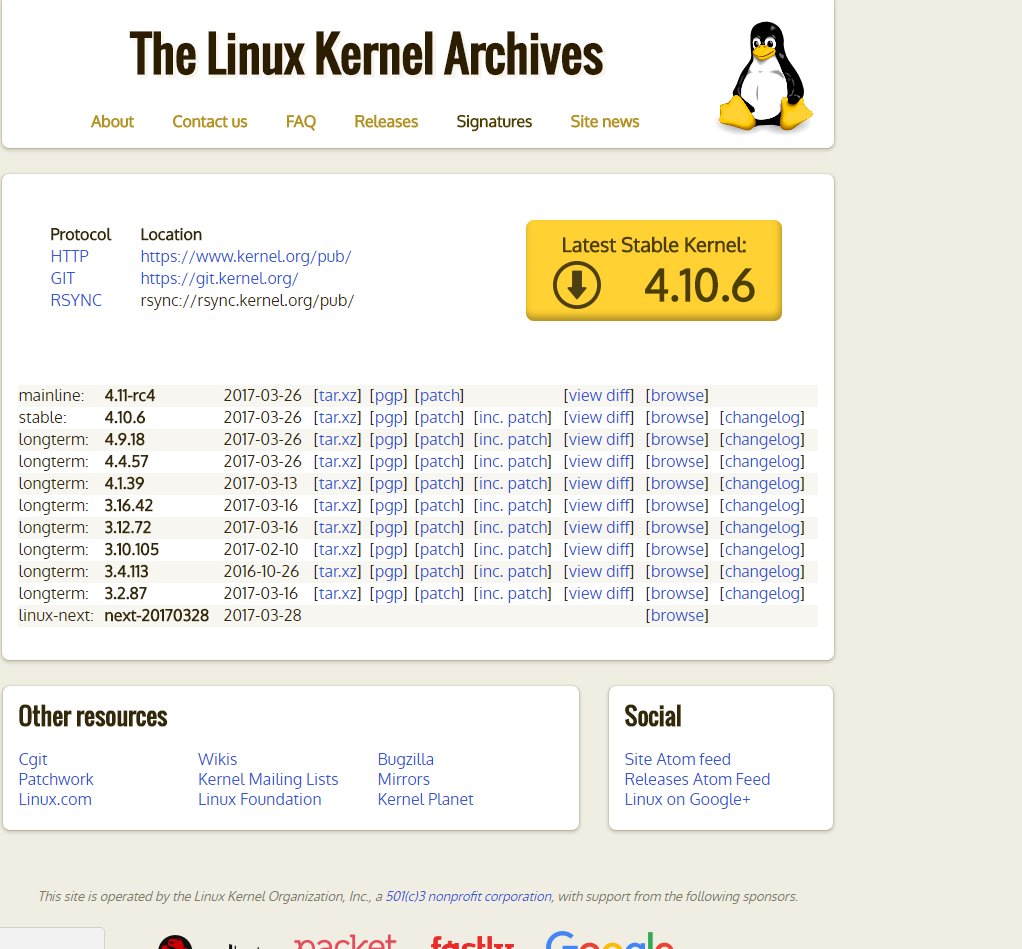 The Linux Kernel Archives
About Contact us FAQ Releases Signatures Site news
Protocol Location
HTTP https://www.kernel.org/pub/
GIT https://git.kernel.org/
RSYNC rsync://rsync.kernel.org/pub/
Latest Stable Kernel:
4.10.6
mainline: 4.11-rc4 2017-03-26 [tar.xz] [pgp] [patch] [view diff] [browse]
stable: 4.10.6 2017-03-26 [tar.xz] [pgp] [patch] [inc. patch] [view diff] [browse] [changelog]
longterm: 4.9.18 2017-03-26 [tar.xz] [pgp] [patch] [inc. patch] [view diff] [browse] [changelog]
longterm: 4.4.57 2017-03-26 [tar.xz] [pgp] [patch] [inc. patch] [view diff] [browse] [changelog]
longterm: 4.1.39 2017-03-13 [tar.xz] [pgp] [patch] [inc. patch] [view diff] [browse] [changelog]
longterm: 3.16.42 2017-03-16 [tar.xz] [pgp] [patch] [inc. patch] [view diff] [browse] [changelog]
longterm: 3.12.72 2017-03-16 [tar.xz] [pgp] [patch] [inc. patch] [view diff] [browse] [changelog]
longterm: 3.10.105 2017-02-10 [tar.xz] [pgp] [patch] [inc. patch] [view diff] [browse] [changelog]
longterm: 3.4.113 2016-10-26 [tar.xz] [pgp] [patch] [inc. patch] [view diff] [browse] [changelog]
longterm: 3.2.87 2017-03-16 [tar.xz] [pgp] [patch] [inc. patch] [view diff] [browse] [changelog]
linux-next: next-20170328 2017-03-28 [browse]
Other resources
Cgit Wikis Bugzilla
Patchwork Kernel Mailing Lists Mirrors
Linux.com Linux Foundation Kernel Planet
Social
Site Atom feed
Releases Atom Feed
Linux on Google+
This site is operated by the Linux Kernel Organization, Inc., a 501(c)3 nonprofit corporation, with support from the following sponsors.
packet fastly Google